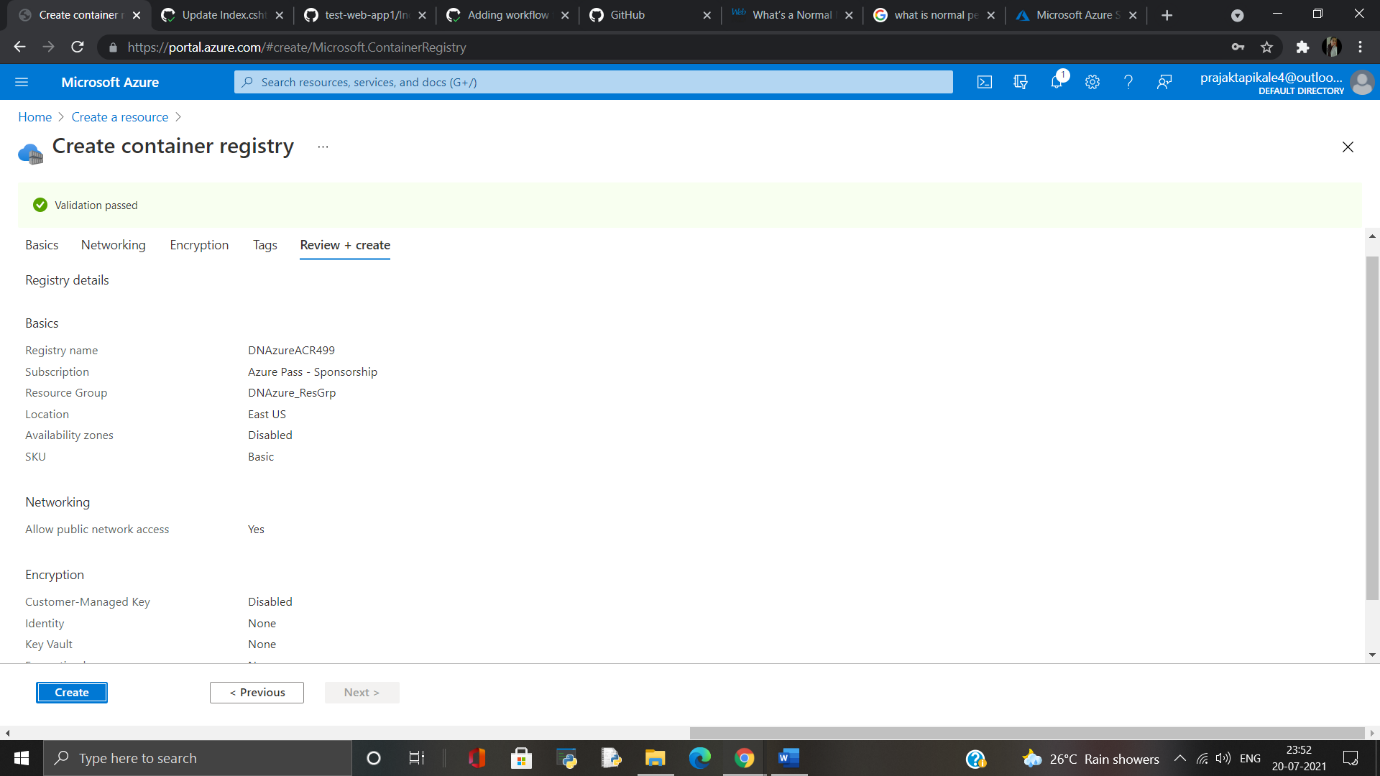 Create container r
Update Index.csht
test-web-app1/In
Adding workflow
GitHub
What's a Normal
what is normal pe
Microsoft Azure S
https://portal.azure.com/#create/Microsoft.ContainerRegistry
Microsoft Azure
Search resources, services, and docs (G+/)
1
prajaktapikale4@outloo...
DEFAULT DIRECTORY
Home > Create a resource >
Create container registry ...
Validation passed
Basics Networking Encryption Tags Review + create
Registry details
Basics
Registry name DNAzureACR499
Subscription Azure Pass - Sponsorship
Resource Group DNAzure_ResGrp
Location East US
Availability zones Disabled
SKU Basic
Networking
Allow public network access Yes
Encryption
Customer-Managed Key Disabled
Identity None
Key Vault None
Create < Previous Next >
Type here to search
26°C Rain showers
ENG
23:52
20-07-2021